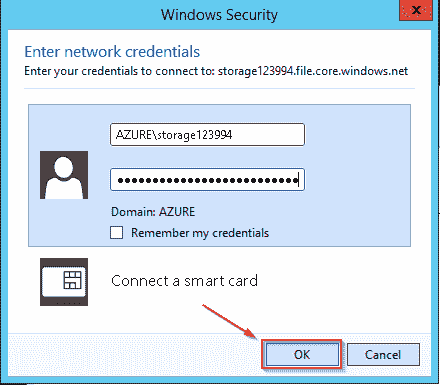 Windows Security
Enter network credentials
Enter your credentials to connect to: storage123994.file.core.windows.net
AZURE\storage123994
Domain: AZURE
Remember my credentials
Connect a smart card
OK
Cancel